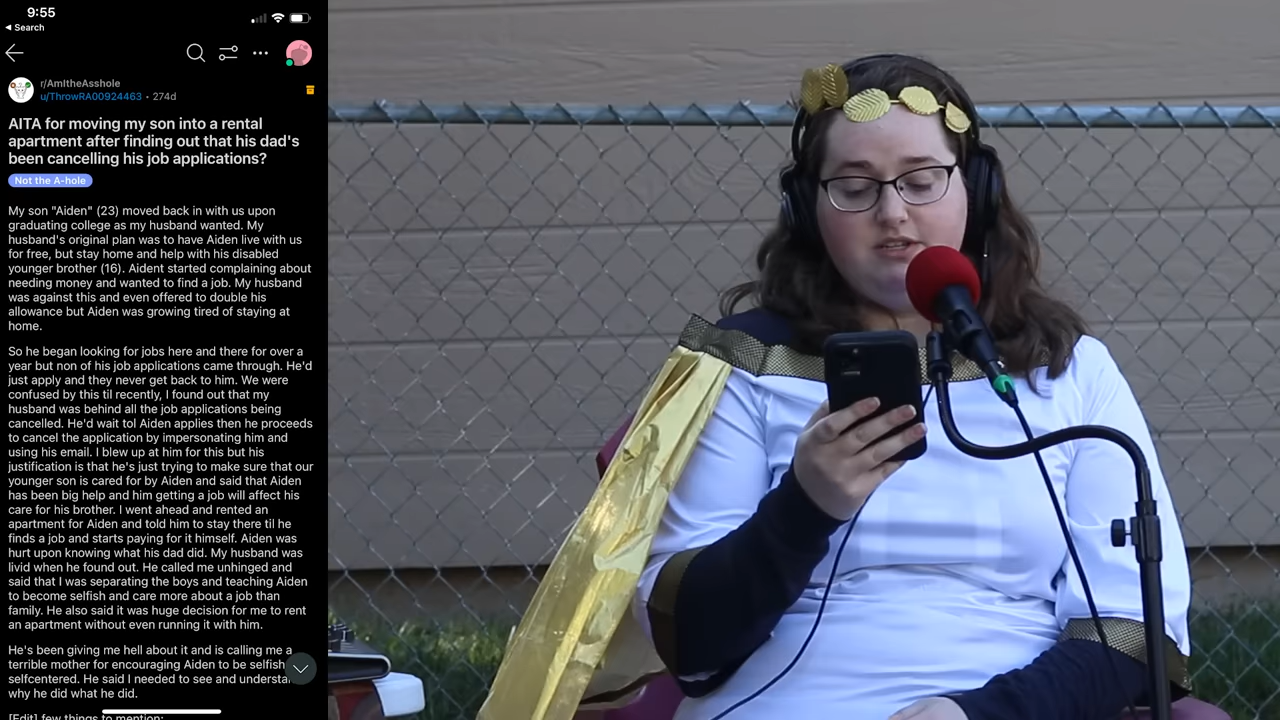 9:55
◀ Search
r/AmItheAsshole
u/ThrowRA00924463 • 274d
AITA for moving my son into a rental
apartment after finding out that his dad's
been cancelling his job applications?
Not the A-hole
My son "Aiden" (23) moved back in with us upon
graduating college as my husband wanted. My
husband's original plan was to have Aiden live with us
for free, but stay home and help with his disabled
younger brother (16). Aident started complaining about
needing money and wanted to find a job. My husband
was against this and even offered to double his
allowance but Aiden was growing tired of staying at
home.
So he began looking for jobs here and there for over a
year but non of his job applications came through. He'd
just apply and they never get back to him. We were
confused by this til recently, I found out that my
husband was behind all the job applications being
cancelled. He'd wait tol Aiden applies then he proceeds
to cancel the application by impersonating him and
using his email. I blew up at him for this but his
justification is that he's just trying to make sure that our
younger son is cared for by Aiden and said that Aiden
has been big help and him getting a job will affect his
care for his brother. I went ahead and rented an
apartment for Aiden and told him to stay there til he
finds a job and starts paying for it himself. Aiden was
hurt upon knowing what his dad did. My husband was
livid when he found out. He called me unhinged and
said that I was separating the boys and teaching Aiden
to become selfish and care more about a job than
family. He also said it was huge decision for me to rent
an apartment without even running it with him.
He's been giving me hell about it and is calling me a
terrible mother for encouraging Aiden to be selfish
selfcentered. He said I needed to see and understa
why he did what he did.
[Edit] few things to mention: